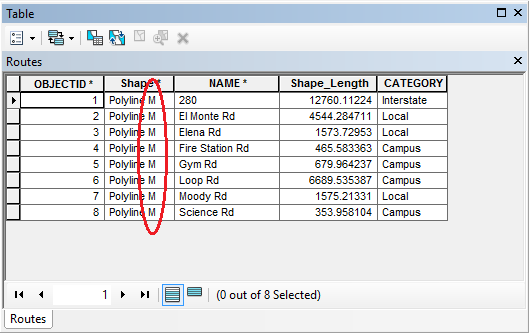 Table
Routes
OBJECTID * Shape * NAME * Shape_Length CATEGORY
1 Polyline M 280 12760.11224 Interstate
2 Polyline M El Monte Rd 4544.284711 Local
3 Polyline M Elena Rd 1573.72953 Local
4 Polyline M Fire Station Rd 465.583363 Campus
5 Polyline M Gym Rd 679.964237 Campus
6 Polyline M Loop Rd 6689.535387 Campus
7 Polyline M Moody Rd 1575.21331 Local
8 Polyline M Science Rd 353.958104 Campus
1 (0 out of 8 Selected)
Routes